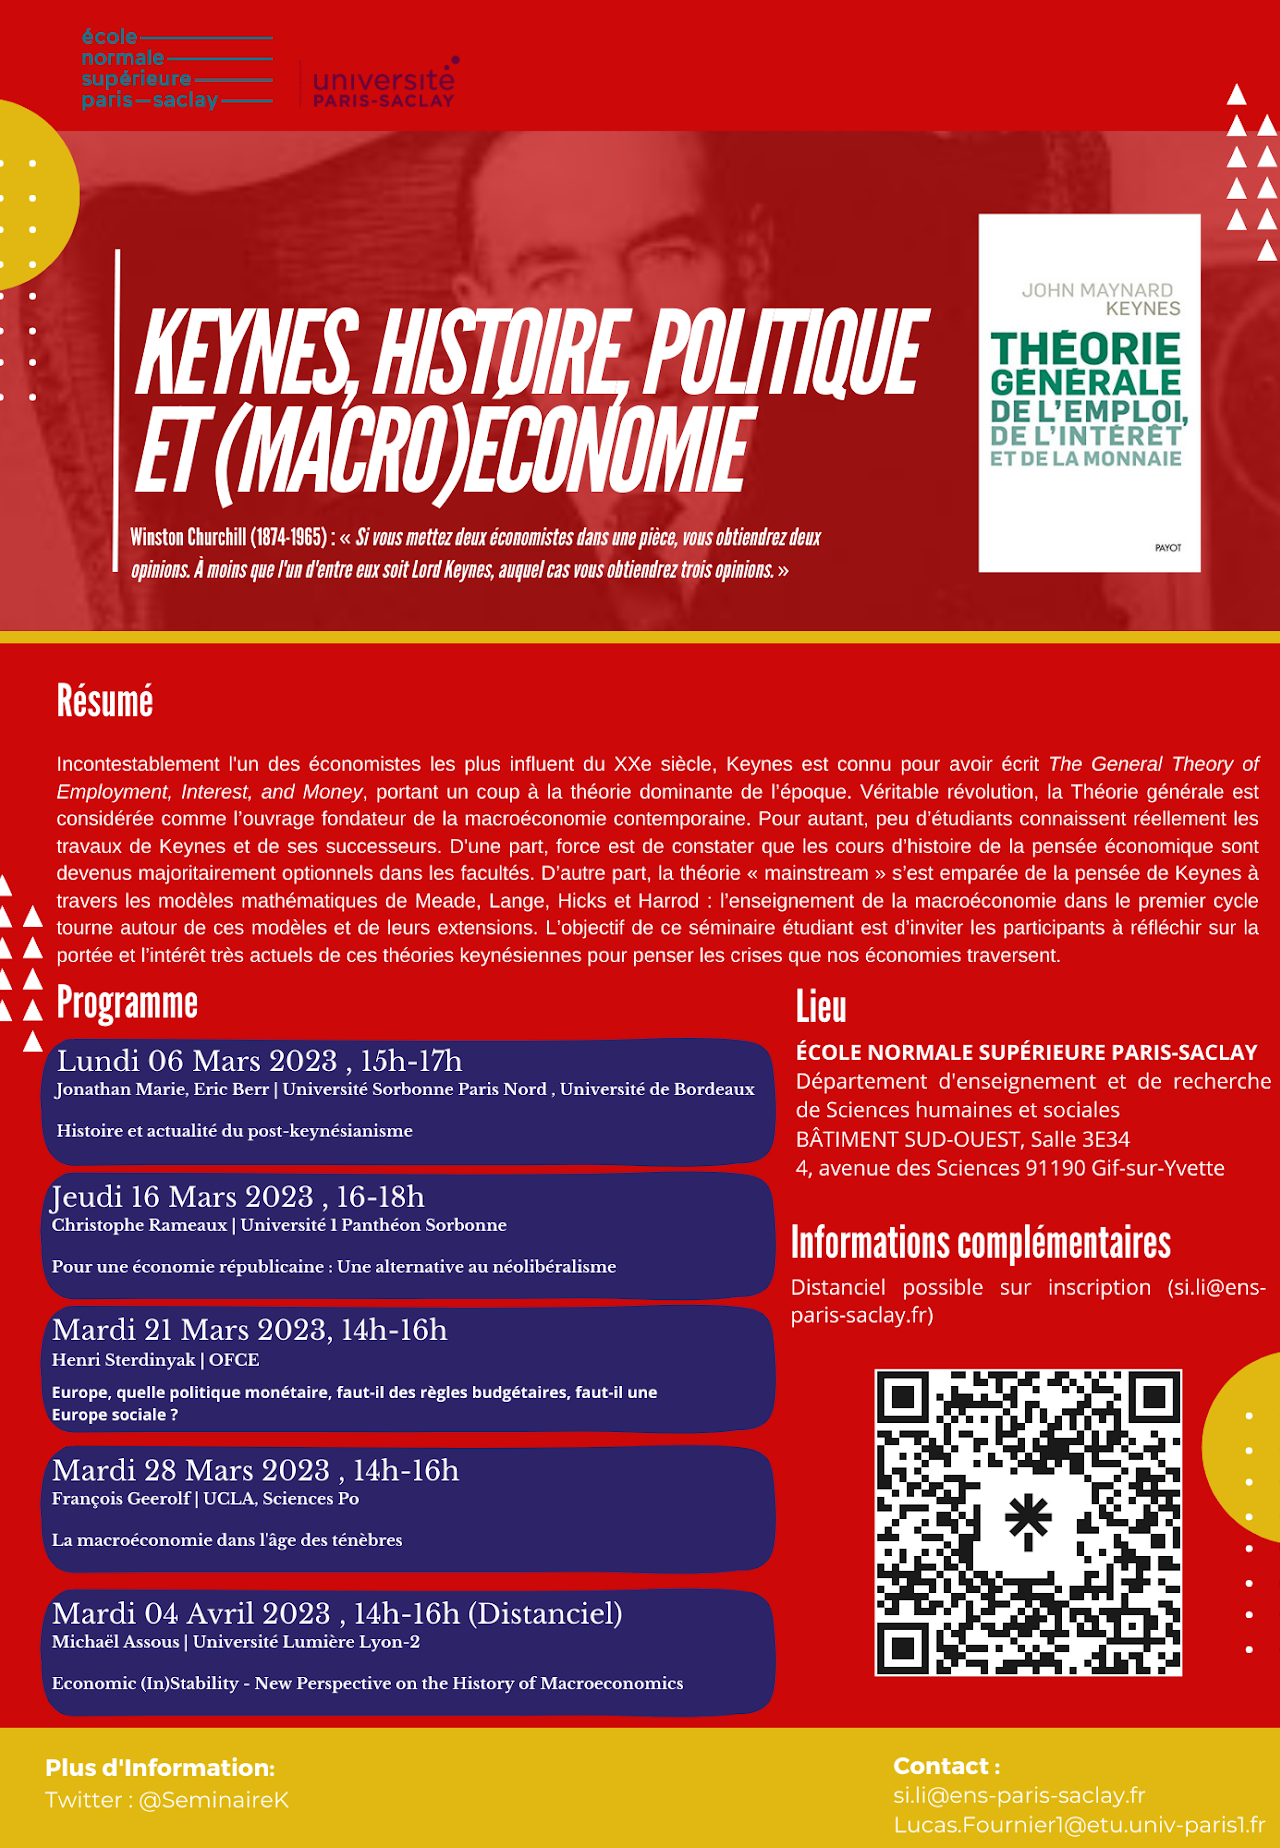 école
normale
supérieure
paris-saclay
université
PARIS-SACLAY
KEYNES, HISTOIRE, POLITIQUE
ET (MACRO)ÉCONOMIE
Winston Churchill (1874-1965) : « Si vous mettez deux économistes dans une pièce, vous obtiendrez deux
opinions. À moins que l'un d'entre eux soit Lord Keynes, auquel cas vous obtiendrez trois opinions. »
JOHN MAYNARD
KEYNES
THÉORIE
GÉNÉRALE
DE L'EMPLOI,
DE L'INTÉRÊT
ET DE LA MONNAIE
PAYOT
Résumé
Incontestablement l'un des économistes les plus influent du XXe siècle, Keynes est connu pour avoir écrit The General Theory of
Employment, Interest, and Money, portant un coup à la théorie dominante de l'époque. Véritable révolution, la Théorie générale est
considérée comme l'ouvrage fondateur de la macroéconomie contemporaine. Pour autant, peu d'étudiants connaissent réellement les
travaux de Keynes et de ses successeurs. D'une part, force est de constater que les cours d'histoire de la pensée économique sont
devenus majoritairement optionnels dans les facultés. D'autre part, la théorie « mainstream » s'est emparée de la pensée de Keynes à
travers les modèles mathématiques de Meade, Lange, Hicks et Harrod : l'enseignement de la macroéconomie dans le premier cycle
tourne autour de ces modèles et de leurs extensions. L'objectif de ce séminaire étudiant est d'inviter les participants à réfléchir sur la
portée et l'intérêt très actuels de ces théories keynésiennes pour penser les crises que nos économies traversent.
Programme
Lundi 06 Mars 2023 , 15h-17h
Jonathan Marie, Eric Berr | Université Sorbonne Paris Nord , Université de Bordeaux
Histoire et actualité du post-keynésianisme
Jeudi 16 Mars 2023 , 16-18h
Christophe Rameaux | Université 1 Panthéon Sorbonne
Pour une économie républicaine : Une alternative au néolibéralisme
Mardi 21 Mars 2023, 14h-16h
Henri Sterdinyak | OFCE
Europe, quelle politique monétaire, faut-il des règles budgétaires, faut-il une
Europe sociale ?
Mardi 28 Mars 2023 , 14h-16h
François Geerolf | UCLA, Sciences Po
La macroéconomie dans l'âge des ténèbres
Mardi 04 Avril 2023 , 14h-16h (Distanciel)
Michaël Assous | Université Lumière Lyon-2
Economic (In)Stability - New Perspective on the History of Macroeconomics
Lieu
ÉCOLE NORMALE SUPÉRIEURE PARIS-SACLAY
Département d'enseignement et de recherche
de Sciences humaines et sociales
BÂTIMENT SUD-OUEST, Salle 3E34
4, avenue des Sciences 91190 Gif-sur-Yvette
Informations complémentaires
Distanciel possible sur inscription (si.li@ens-
paris-saclay.fr)
Plus d'Information:
Twitter : @SeminaireK
Contact :
si.li@ens-paris-saclay.fr
Lucas.Fournier1@etu.univ-paris1.fr